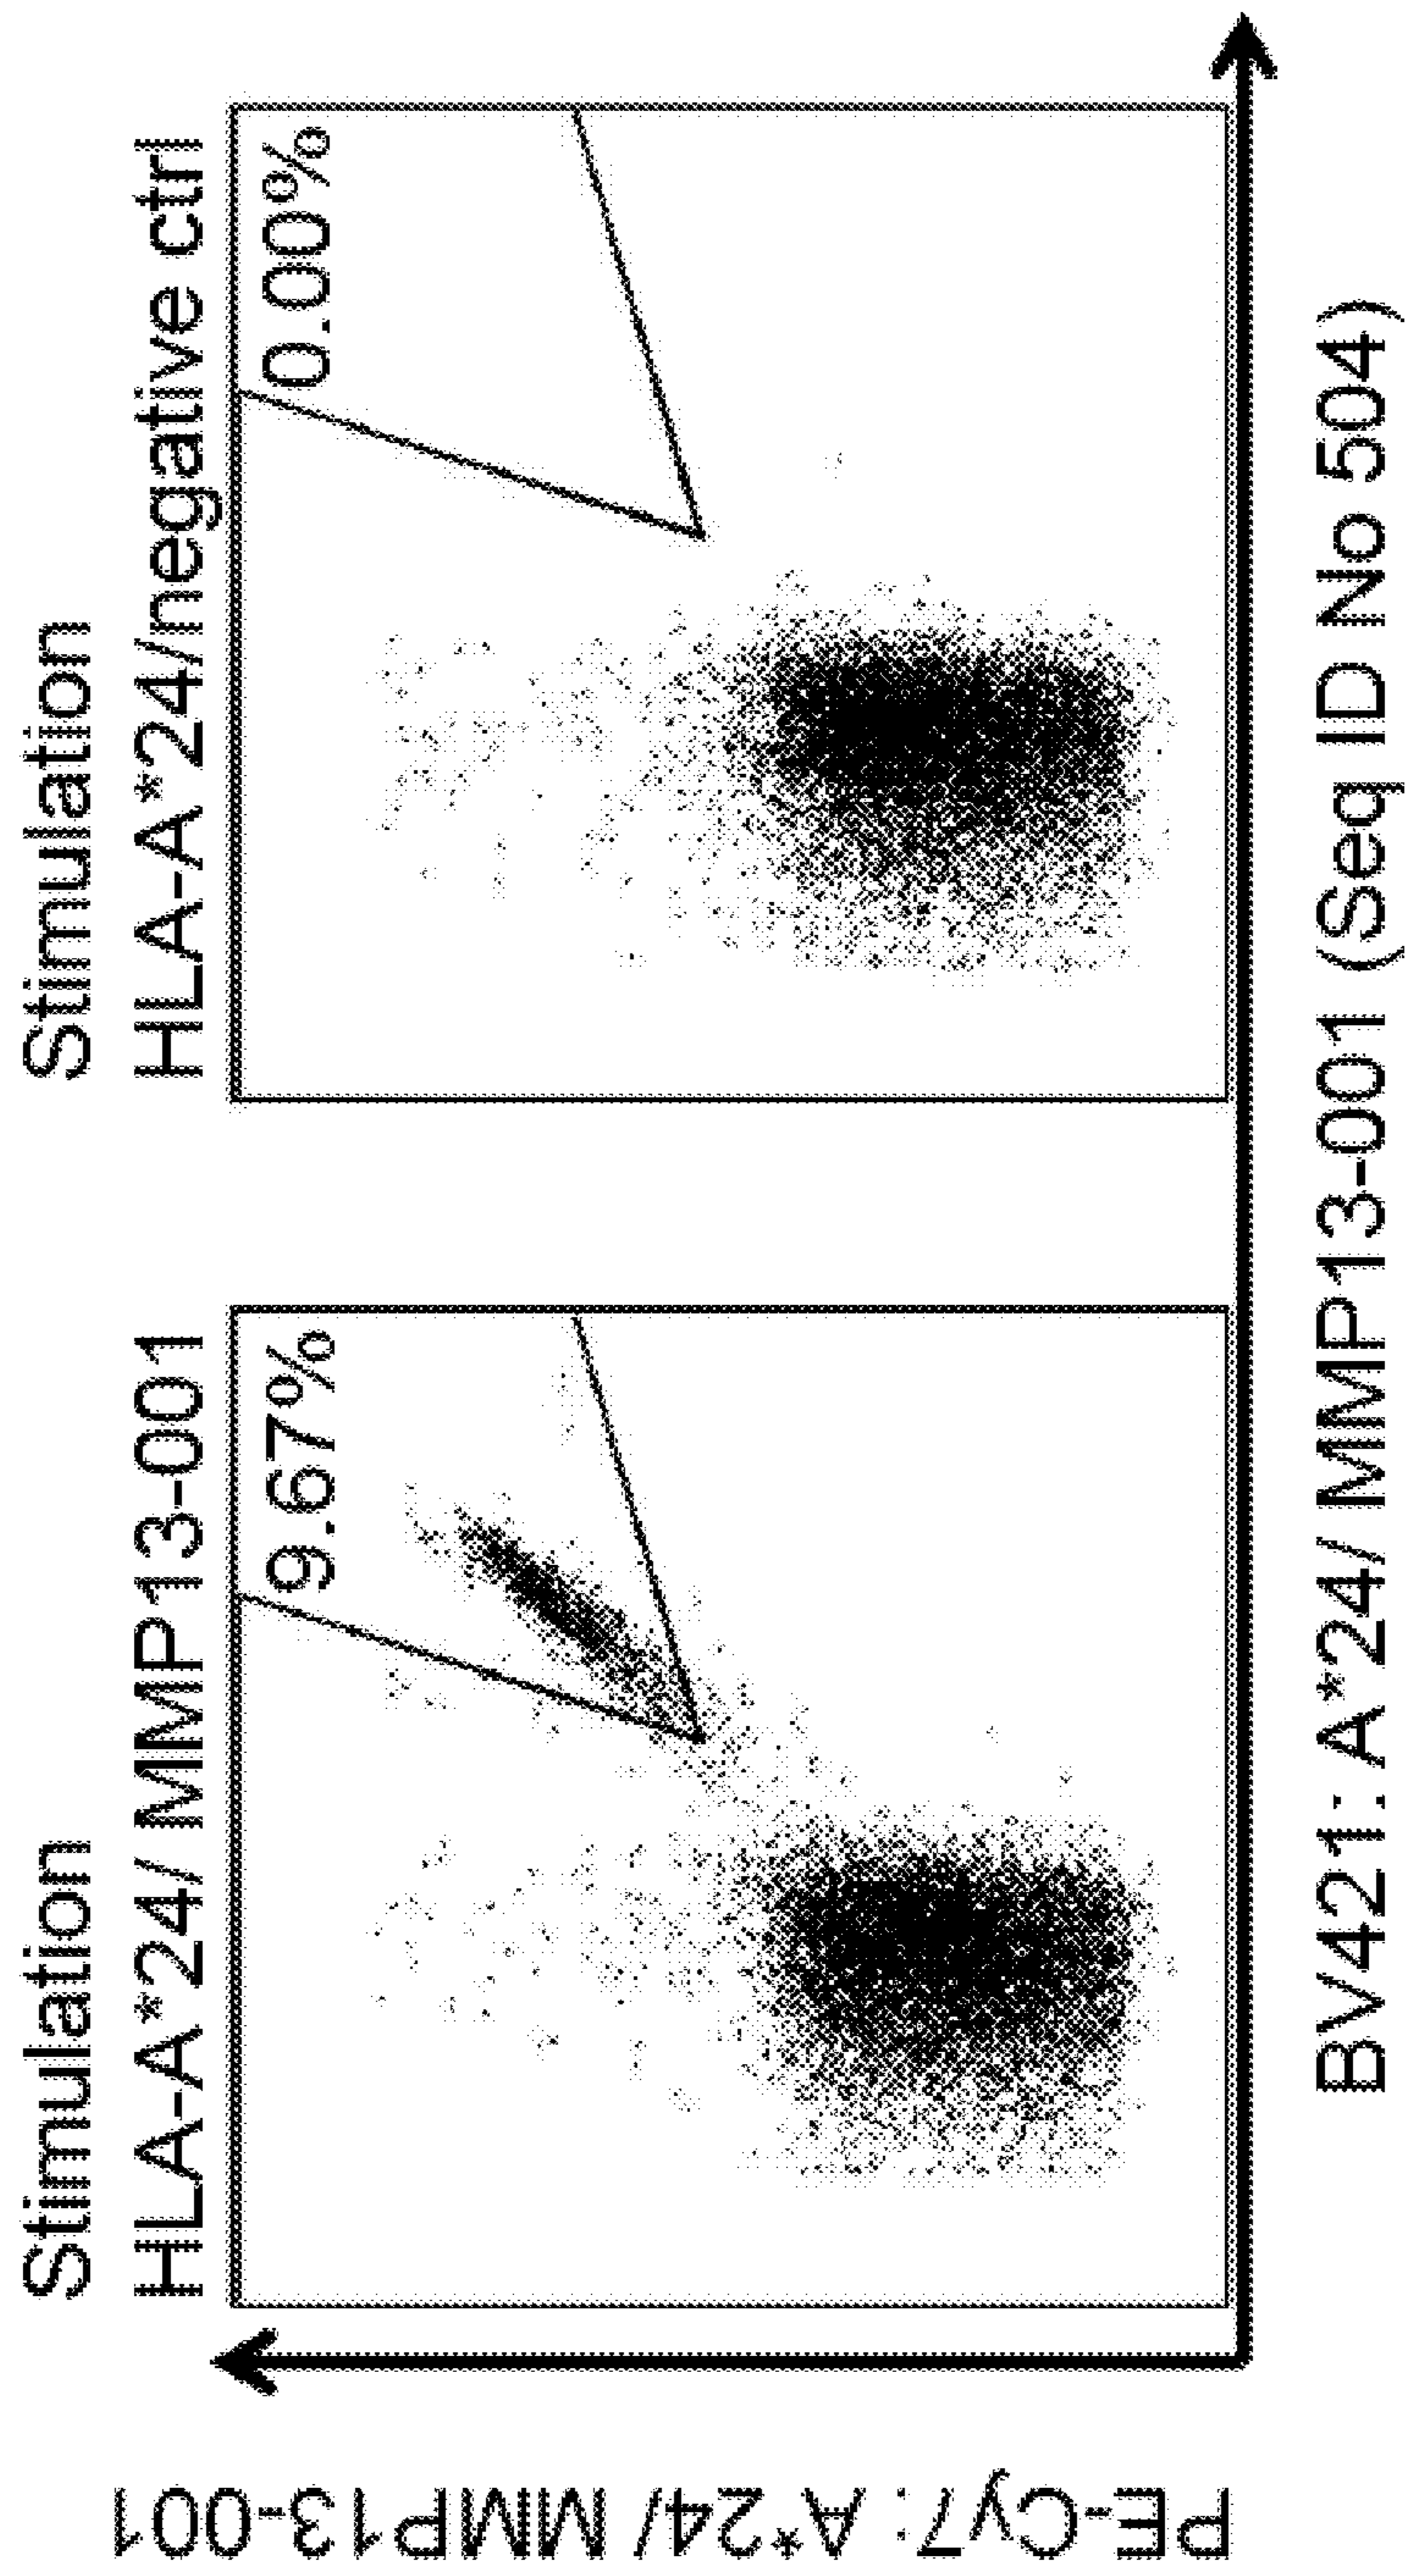 Stimulation
HLA-A*24/ MMP13-001
9.67%
Stimulation
HLA-A*24/negative ctrl
0.00%
PE-Cy7: A*24/ MMP13-001
BV421: A*24/ MMP13-001 (Seq ID No 504)